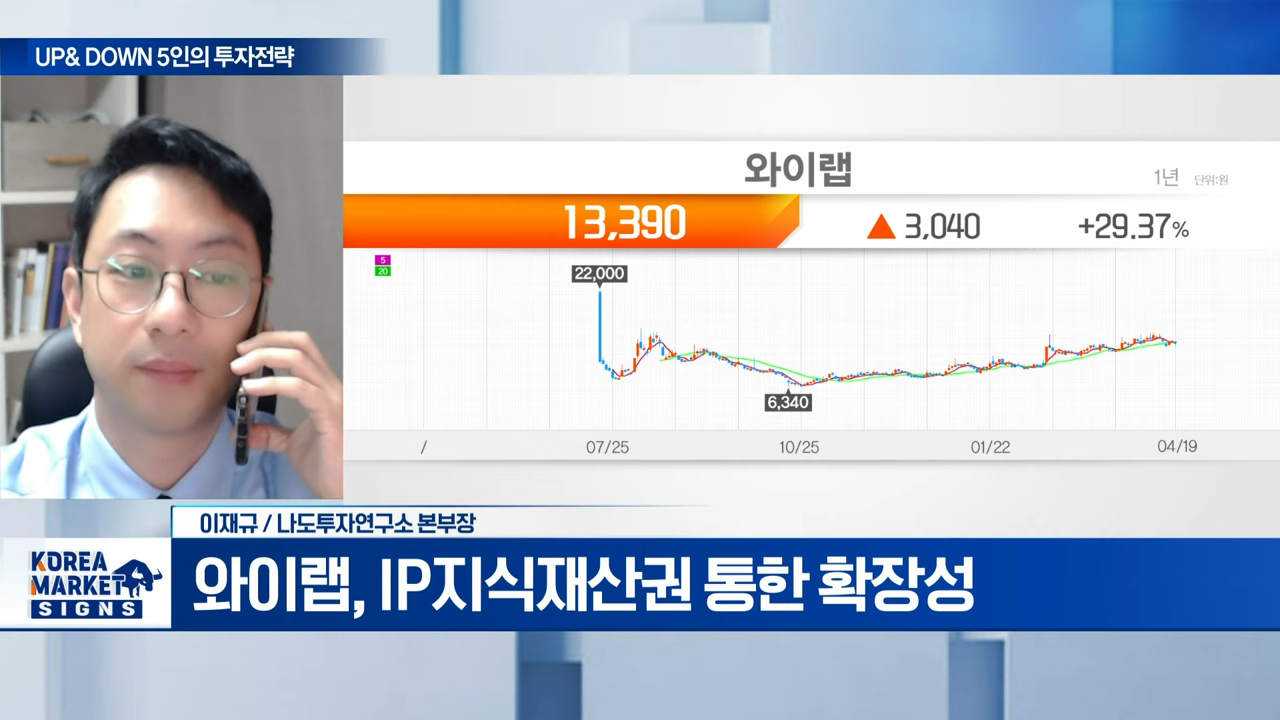 UP& DOWN 5인의 투자전략
와이랩
1년 단위:원
13,390 ▲ 3,040 +29.37%
5
20
22,000
6,340
/ 07/25 10/25 01/22 04/19
이재규 / 나도투자연구소 본부장
KOREA
MARKET
SIGNS
와이랩, IP지식재산권 통한 확장성